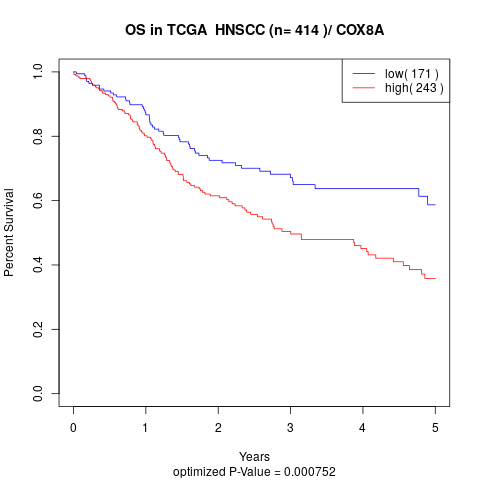 OS in TCGA  HNSCC (n= 414 )/ COX8A
low( 171 )
high( 243 )
Percent Survival
1.0
0.8
0.6
0.4
0.2
0.0
0 1 2 3 4 5
Years
optimized P-Value = 0.000752